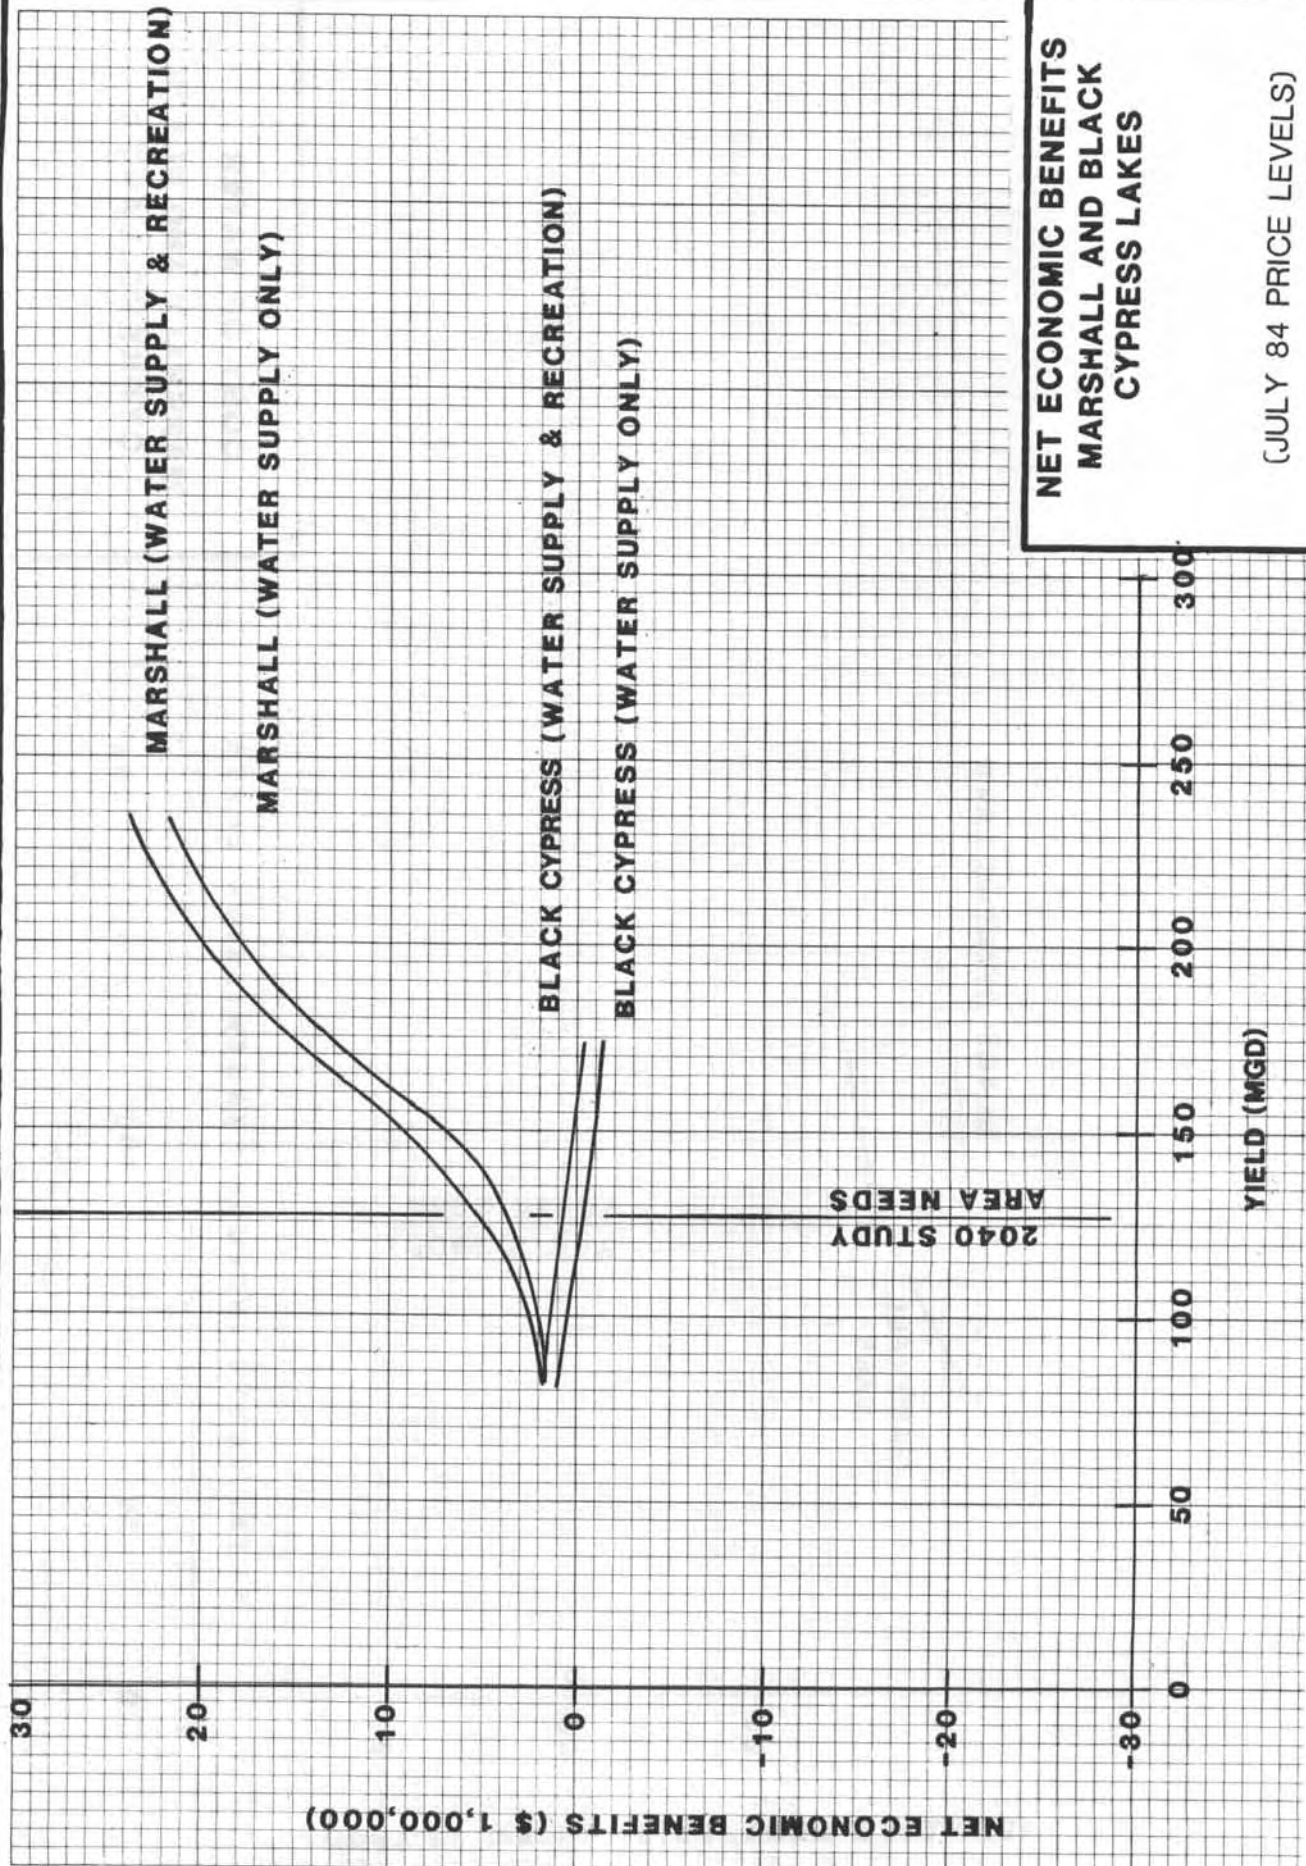 MARSHALL (WATER SUPPLY & RECREATION)
MARSHALL (WATER SUPPLY ONLY)
BLACK CYPRESS (WATER SUPPLY & RECREATION)
BLACK CYPRESS (WATER SUPPLY ONLY)
2040 STUDY
AREA NEEDS
NET ECONOMIC BENEFITS ($ 1,000,000)
30
20
10
0
-10
-20
-30
0
50
100
150
200
250
300
YIELD (MGD)
NET ECONOMIC BENEFITS
MARSHALL AND BLACK
CYPRESS LAKES
(JULY 84 PRICE LEVELS)